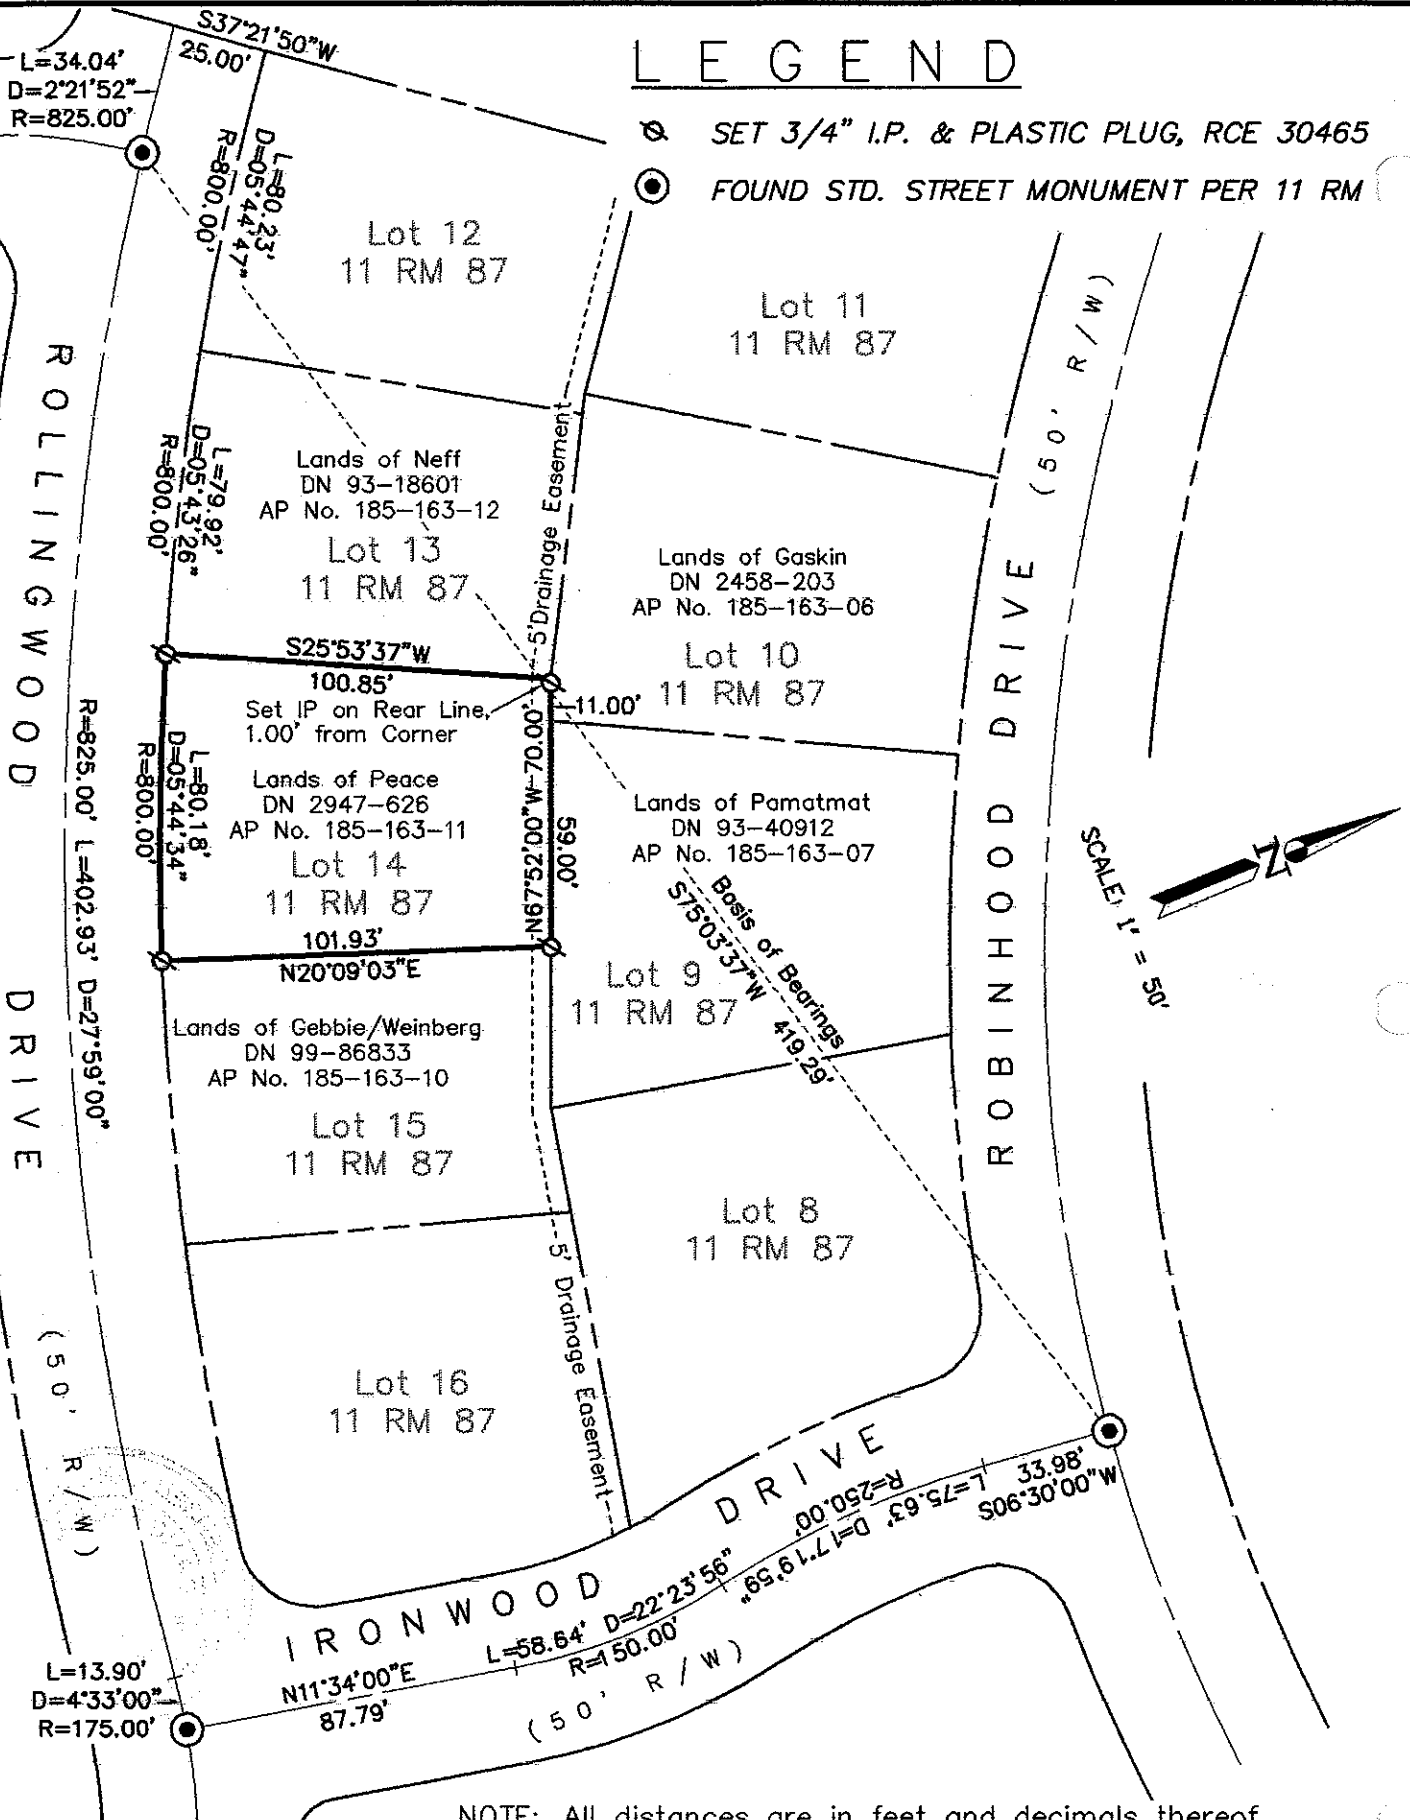 S37°21'50"W
25.00'
L=34.04'
D=2°21'52"
R=825.00'
LEGEND
SET 3/4" I.P. & PLASTIC PLUG, RCE 30465
FOUND STD. STREET MONUMENT PER 11 RM
L=80.23'
D=05°44'47"
R=800.00'
Lot 12
11 RM 87
Lot 11
11 RM 87
ROLLINGWOOD DRIVE
(50' R/W)
ROBINHOOD DRIVE (50' R/W)
L=79.92'
D=05°43'26"
R=800.00'
Lands of Neff
DN 93-18601
AP No. 185-163-12
Lot 13
11 RM 87
5' Drainage Easement
Lands of Gaskin
DN 2458-203
AP No. 185-163-06
Lot 10
11 RM 87
S25°53'37"W
100.85'
Set IP on Rear Line,
1.00' from Corner
11.00'
N67°52'00"W 70.00'
59.00'
R=825.00' L=402.93' D=27°59'00"
L=80.18'
D=05°44'34"
R=800.00'
Lands of Peace
DN 2947-626
AP No. 185-163-11
Lot 14
11 RM 87
101.93'
N20°09'03"E
Lands of Pamatmat
DN 93-40912
AP No. 185-163-07
Basis of Bearings
S75°03'37"W 419.29'
Lot 9
11 RM 87
N
SCALE: 1" = 50'
Lands of Gebbie/Weinberg
DN 99-86833
AP No. 185-163-10
Lot 15
11 RM 87
Lot 8
11 RM 87
5' Drainage Easement
Lot 16
11 RM 87
IRONWOOD DRIVE
(50' R/W)
33.98'
S06°30'00"W
L=75.63' D=17°19'59"
R=250.00'
L=58.64' D=22°23'56"
R=150.00'
N11°34'00"E
87.79'
L=13.90'
D=4°33'00"
R=175.00'
NOTE: All distances are in feet and decimals thereof